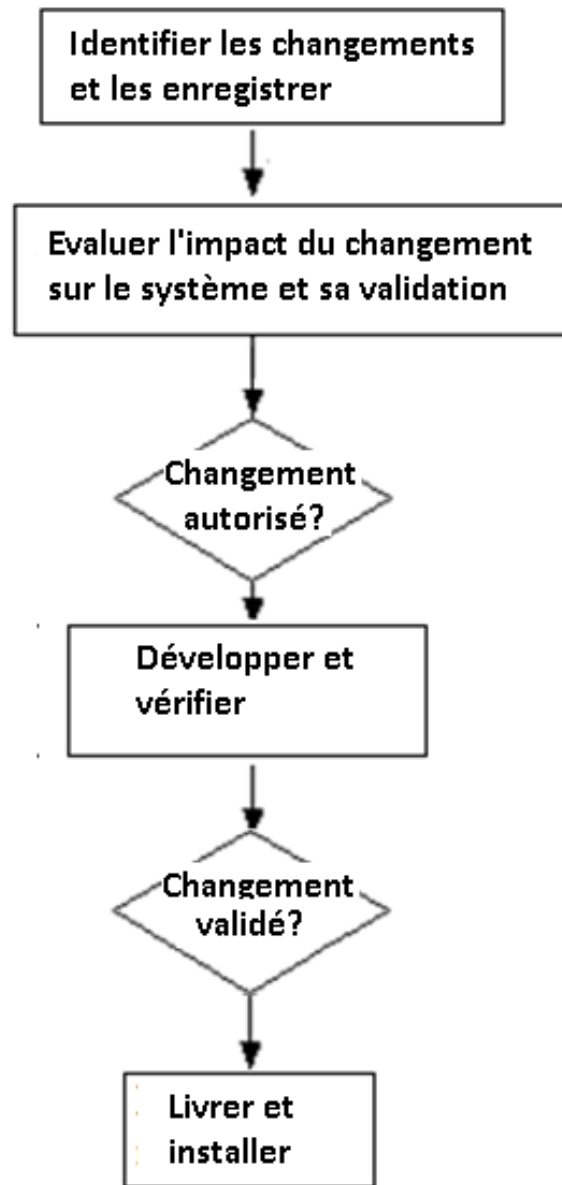 Identifier les changements
et les enregistrer
Evaluer l'impact du changement
sur le système et sa validation
Changement
autorisé?
Développer et
vérifier
Changement
validé?
Livrer et
installer